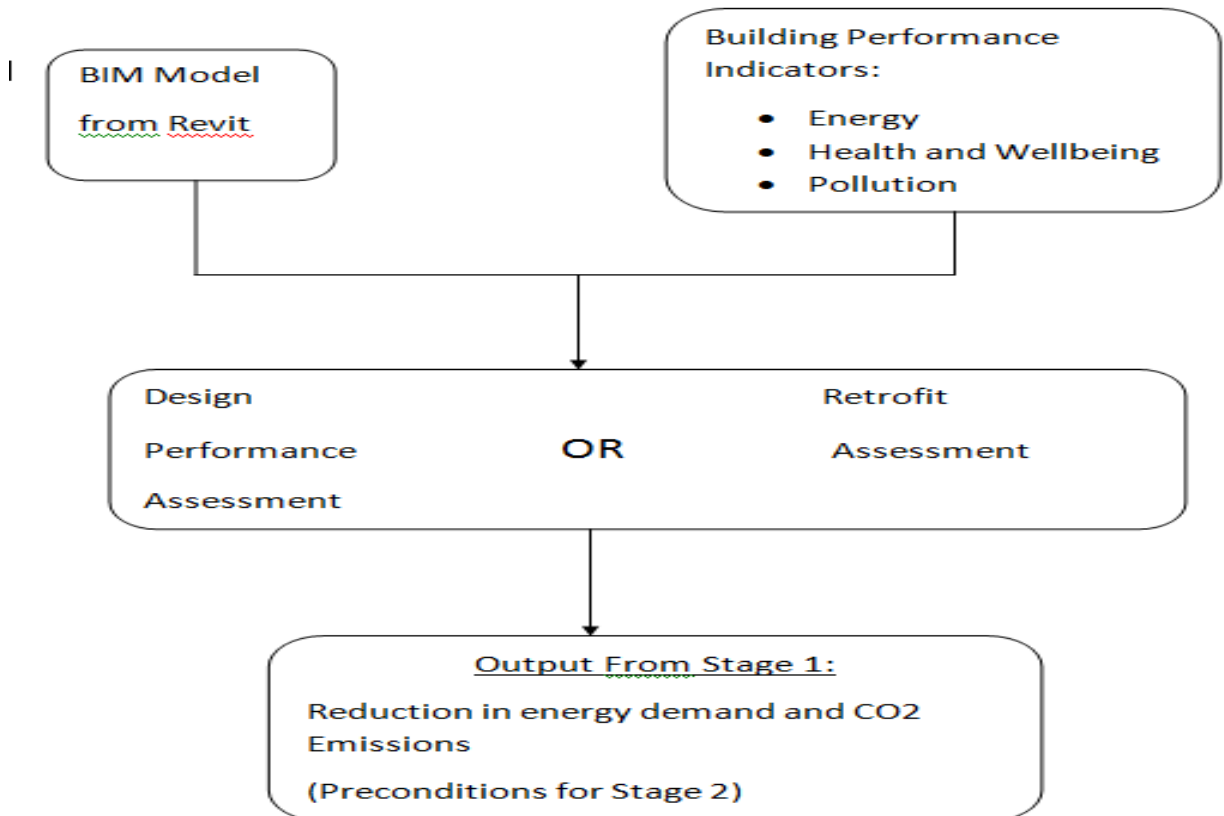 BIM Model
from Revit
Building Performance
Indicators:
• Energy
• Health and Wellbeing
• Pollution
Design
Performance
Assessment
OR
Retrofit
Assessment
Output From Stage 1:
Reduction in energy demand and CO2
Emissions
(Preconditions for Stage 2)